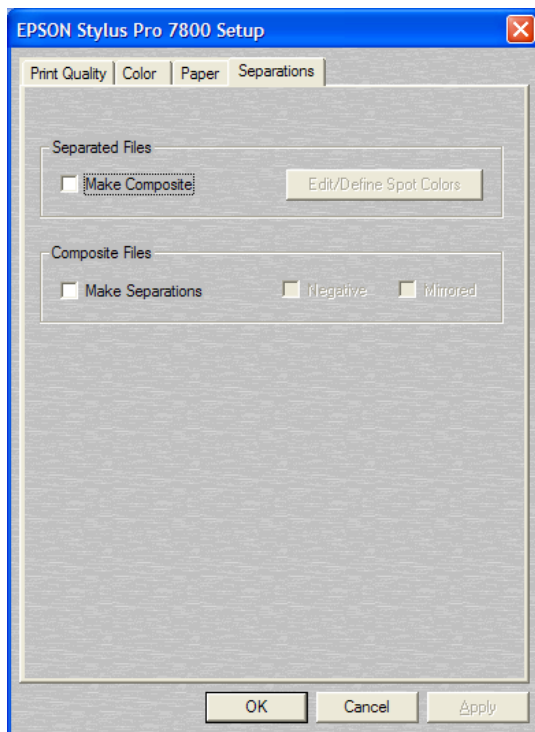 EPSON Stylus Pro 7800 Setup
Print Quality Color Paper Separations
Separated Files
Make Composite Edit/Define Spot Colors
Composite Files
Make Separations Negative Mirrored
OK Cancel Apply